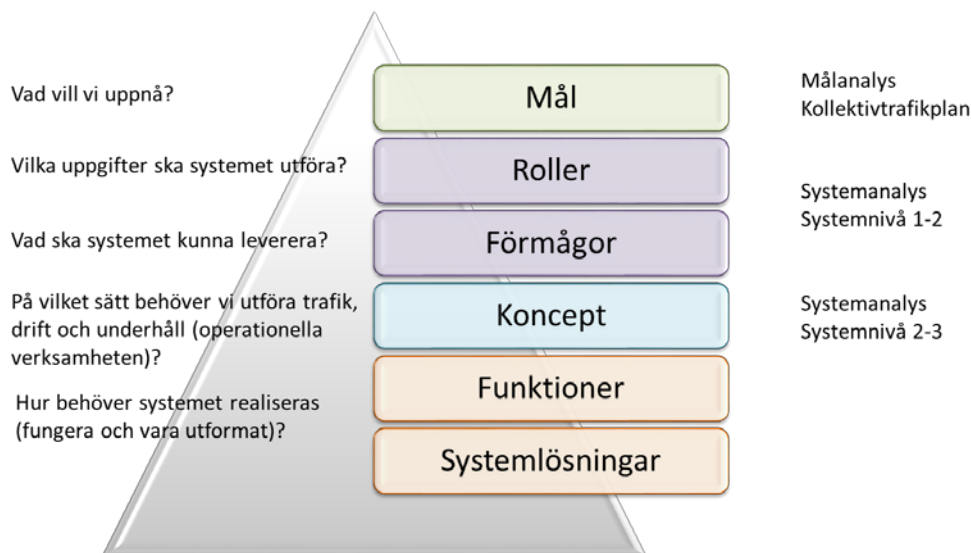 Vad vill vi uppnå?
Mål
Målanalys
Kollektivtrafikplan
Vilka uppgifter ska systemet utföra?
Roller
Systemanalys
Systemnivå 1-2
Vad ska systemet kunna leverera?
Förmågor
På vilket sätt behöver vi utföra trafik,
drift och underhåll (operationella
verksamheten)?
Koncept
Systemanalys
Systemnivå 2-3
Hur behöver systemet realiseras
(fungera och vara utformat)?
Funktioner
Systemlösningar